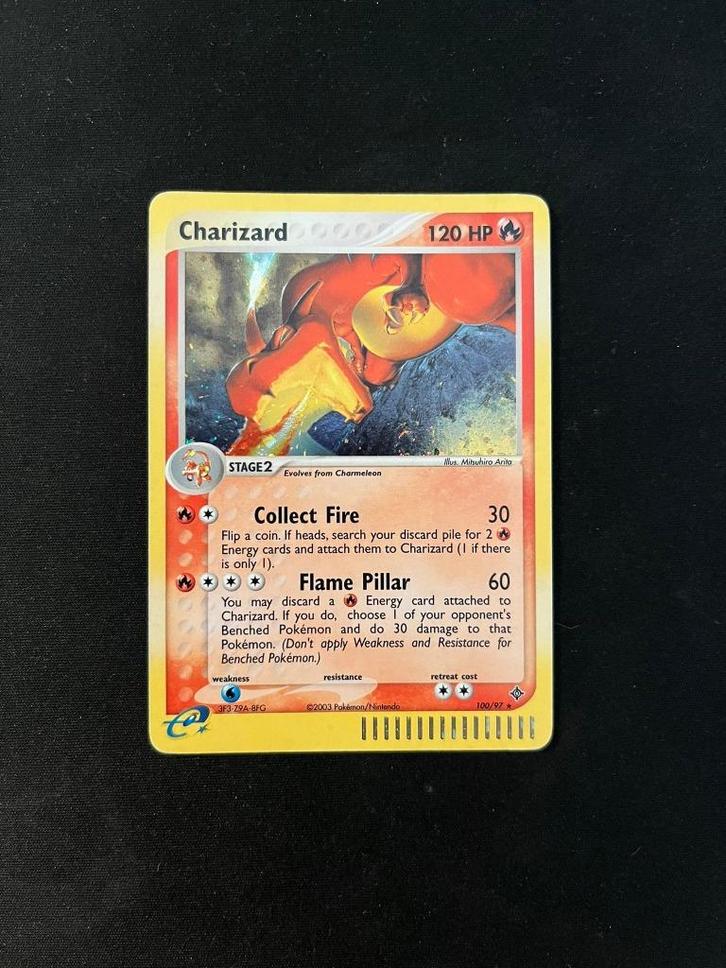 Charizard 120 HP
Illus. Mitsuhiro Arita
STAGE2
Evolves from Charmeleon
Collect Fire 30
Flip a coin. If heads, search your discard pile for 2
Energy cards and attach them to Charizard (1 if there
is only 1).
Flame Pillar 60
You may discard a Energy card attached to
Charizard. If you do, choose 1 of your opponent's
Benched Pokémon and do 30 damage to that
Pokémon. (Don't apply Weakness and Resistance for
Benched Pokémon.)
weakness resistance retreat cost
3F3-Z9A-8FG ©2003 Pokémon/Nintendo 100/97
e